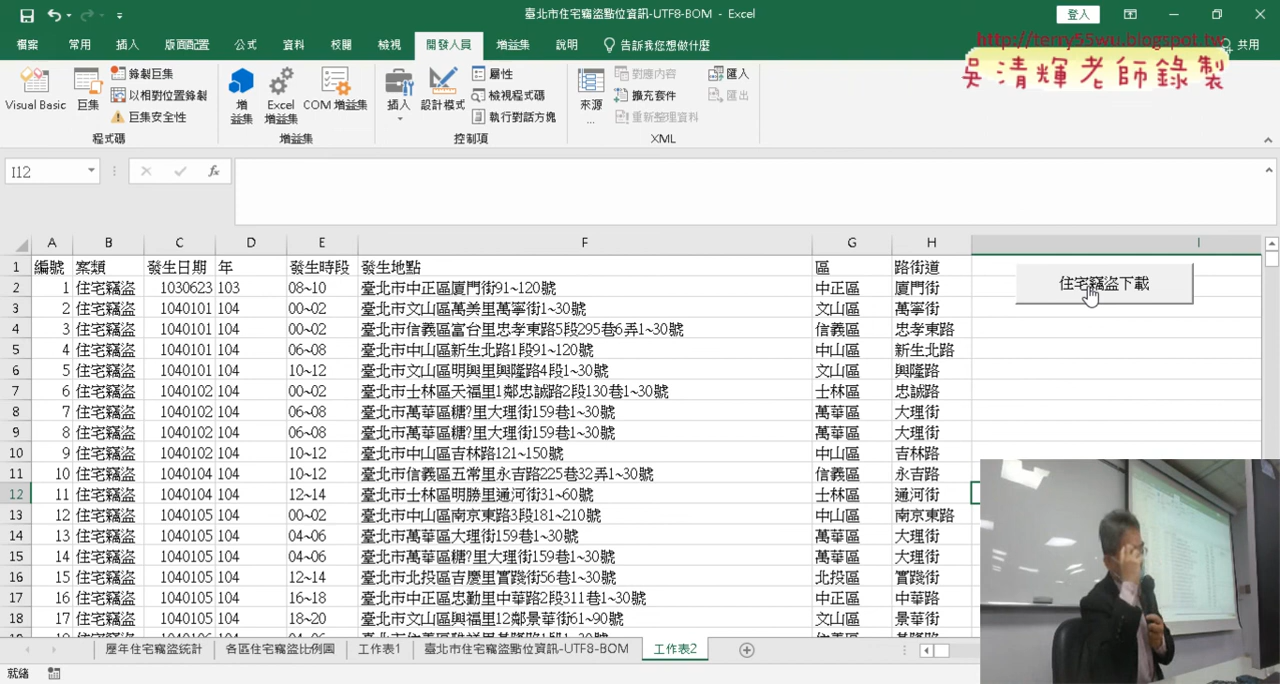 臺北市住宅竊盜點位資訊-UTF8-BOM - Excel
登入
檔案 常用 插入 版面配置 公式 資料 校閱 檢視 開發人員 增益集 說明 告訴我您想做什麼 共用
http://terry55wu.blogspot.tw
吳清輝老師錄製
Visual Basic 巨集 錄製巨集 以相對位置錄製 巨集安全性
增益集 Excel 增益集 COM 增益集
插入 設計模式 屬性 檢視程式碼 執行對話方塊
來源... 對應內容 擴充套件 重新整理資料 匯入 匯出
程式碼 增益集 控制項 XML
I12 fx
A B C D E F G H I
1 編號 案類 發生日期 年 發生時段 發生地點 區 路街道
住宅竊盜下載
2 1 住宅竊盜 1030623 103 08~10 臺北市中正區廈門街91~120號 中正區 廈門街
3 2 住宅竊盜 1040101 104 00~02 臺北市文山區萬美里萬寧街1~30號 文山區 萬寧街
4 3 住宅竊盜 1040101 104 00~02 臺北市信義區富台里忠孝東路5段295巷6弄1~30號 信義區 忠孝東路
5 4 住宅竊盜 1040101 104 06~08 臺北市中山區新生北路1段91~120號 中山區 新生北路
6 5 住宅竊盜 1040101 104 10~12 臺北市文山區明興里興隆路4段1~30號 文山區 興隆路
7 6 住宅竊盜 1040102 104 00~02 臺北市士林區天福里1鄰忠誠路2段130巷1~30號 士林區 忠誠路
8 7 住宅竊盜 1040102 104 06~08 臺北市萬華區糖?里大理街159巷1~30號 萬華區 大理街
9 8 住宅竊盜 1040102 104 06~08 臺北市萬華區糖?里大理街159巷1~30號 萬華區 大理街
10 9 住宅竊盜 1040102 104 10~12 臺北市中山區吉林路121~150號 中山區 吉林路
11 10 住宅竊盜 1040104 104 10~12 臺北市信義區五常里永吉路225巷32弄1~30號 信義區 永吉路
12 11 住宅竊盜 1040104 104 12~14 臺北市士林區明勝里通河街31~60號 士林區 通河街
13 12 住宅竊盜 1040105 104 00~02 臺北市中山區南京東路3段181~210號 中山區 南京東路
14 13 住宅竊盜 1040105 104 04~06 臺北市萬華區大理街159巷1~30號 萬華區 大理街
15 14 住宅竊盜 1040105 104 04~06 臺北市萬華區糖?里大理街159巷1~30號 萬華區 大理街
16 15 住宅竊盜 1040105 104 12~14 臺北市北投區吉慶里實踐街56巷1~30號 北投區 實踐街
17 16 住宅竊盜 1040105 104 16~18 臺北市中正區忠勤里中華路2段311巷1~30號 中正區 中華路
18 17 住宅竊盜 1040105 104 18~20 臺北市文山區興福里12鄰景華街61~90號 文山區 景華街
歷年住宅竊盜統計 各區住宅竊盜比例圖 工作表1 臺北市住宅竊盜點位資訊-UTF8-BOM 工作表2
就緒